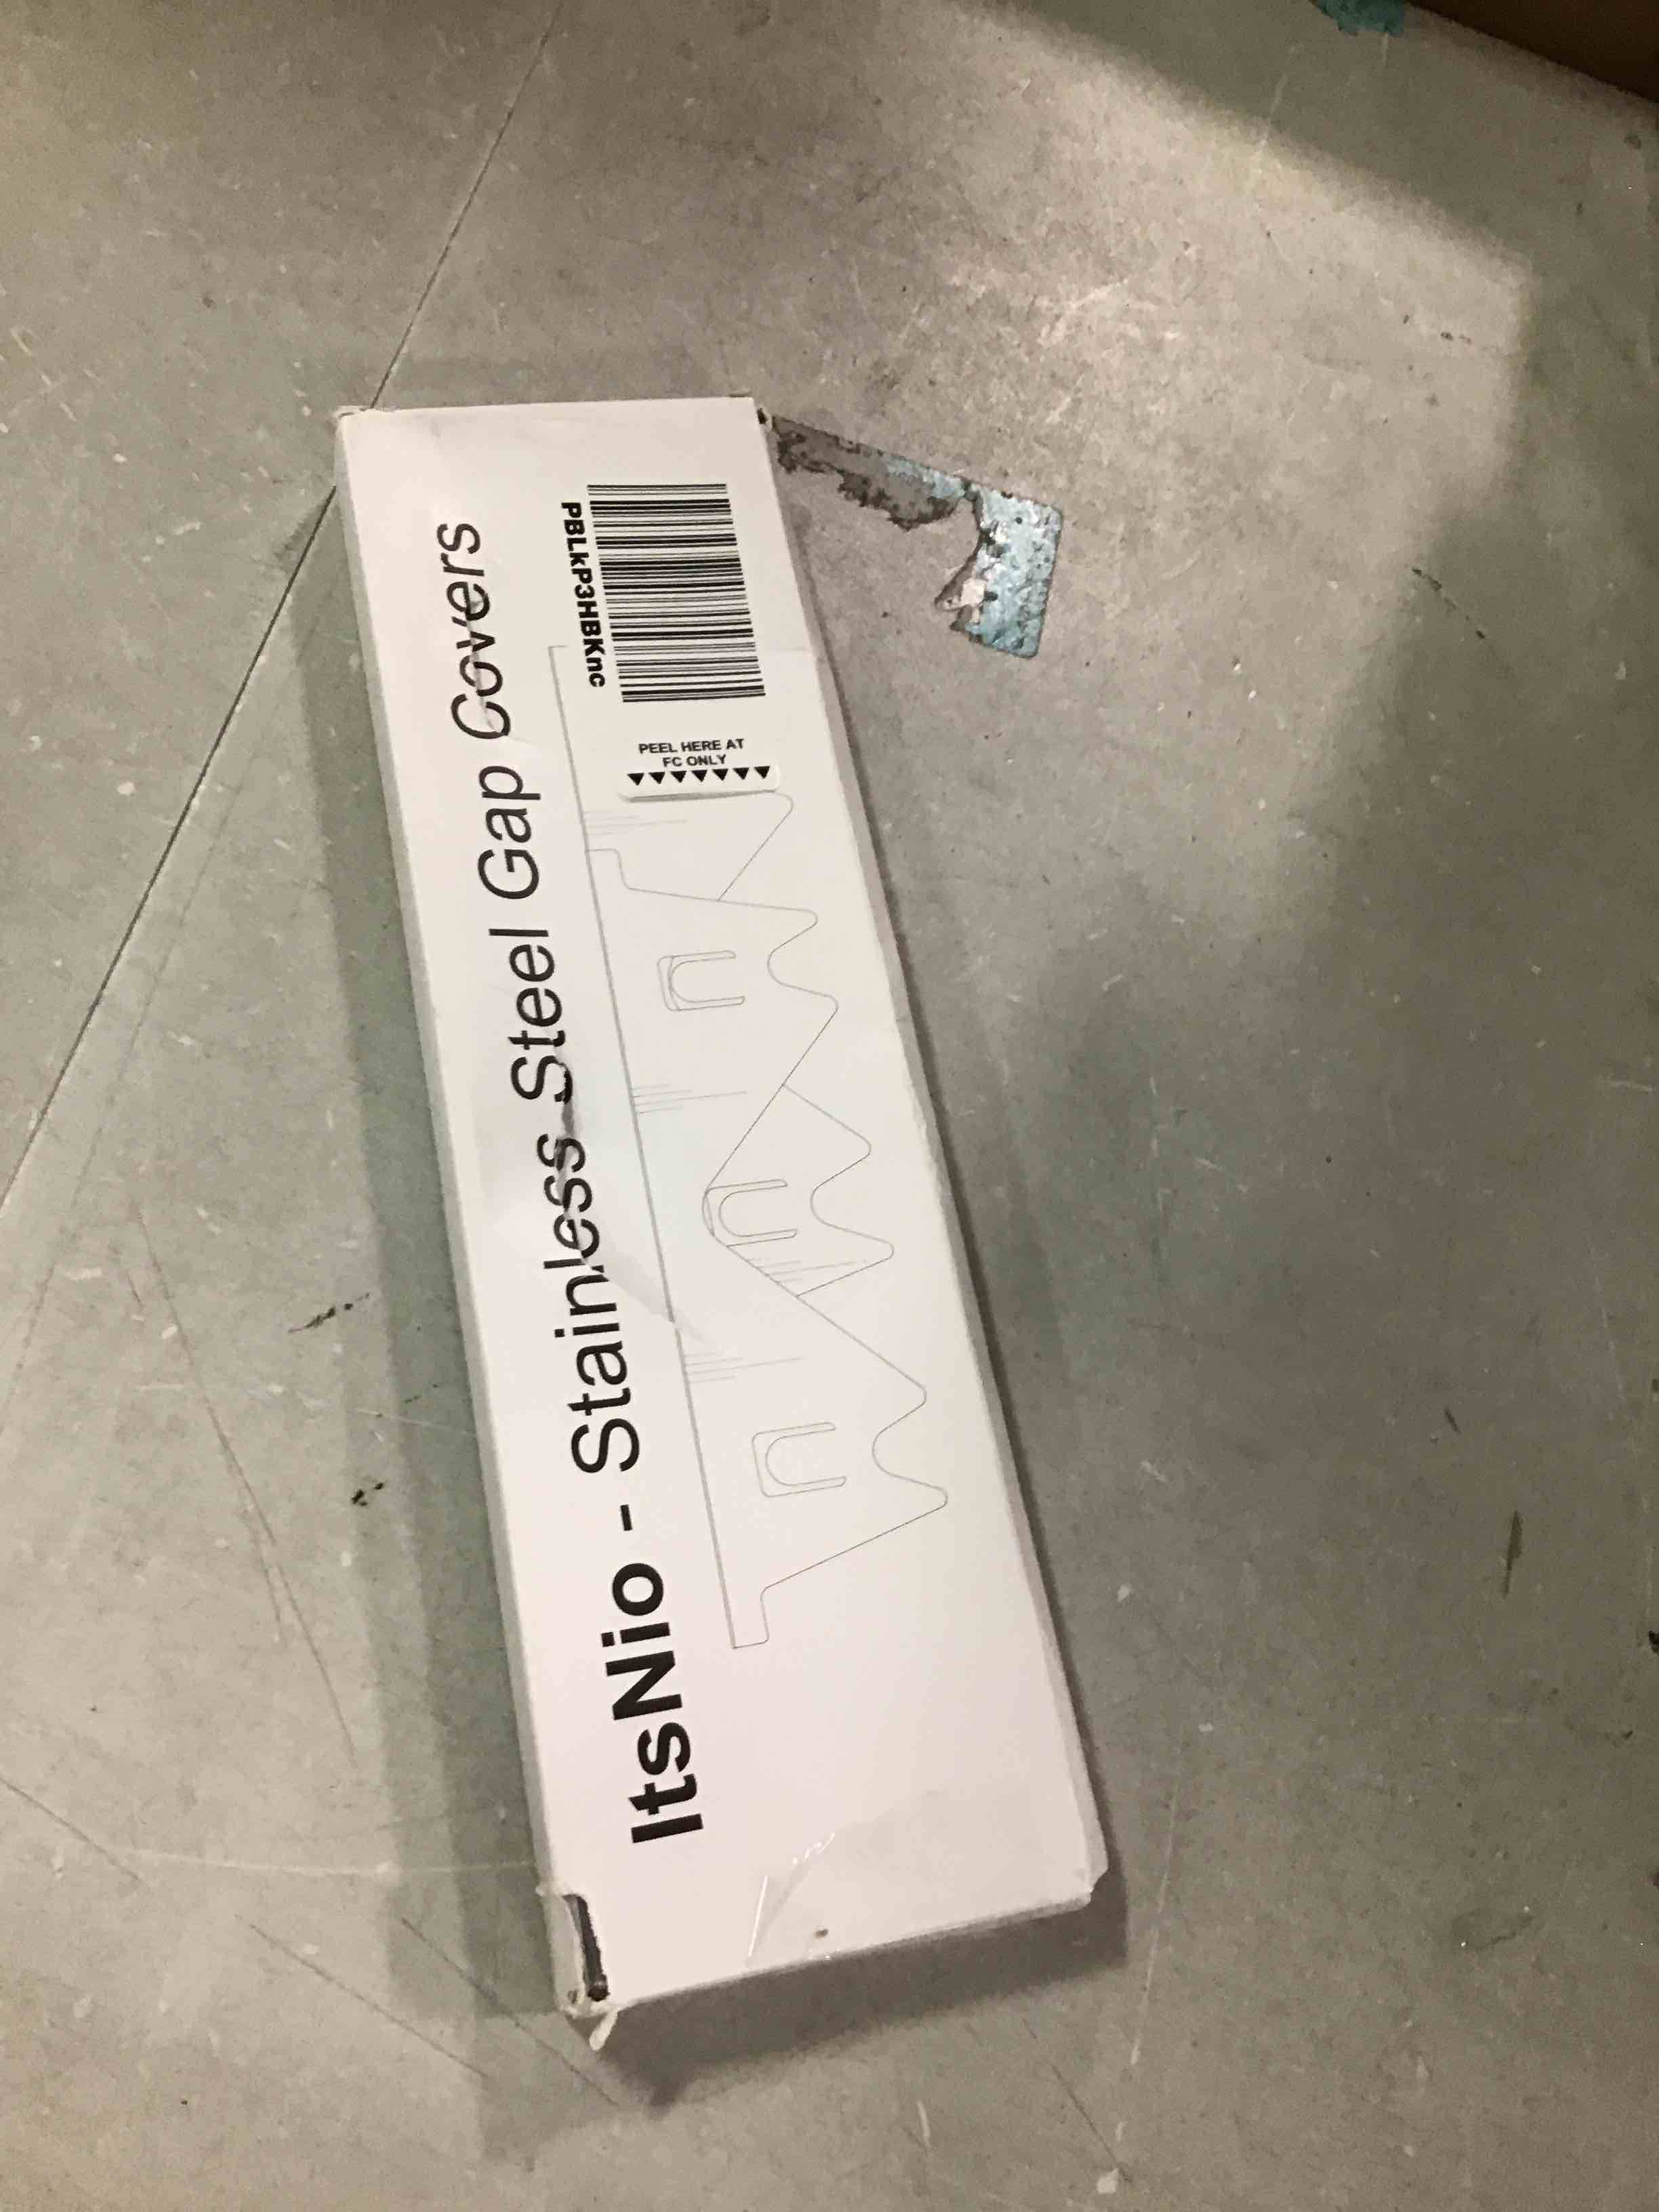 ItsNio - Stainless Steel Gap Covers
PBLkP3HBKnc
PEEL HERE AT
FC ONLY